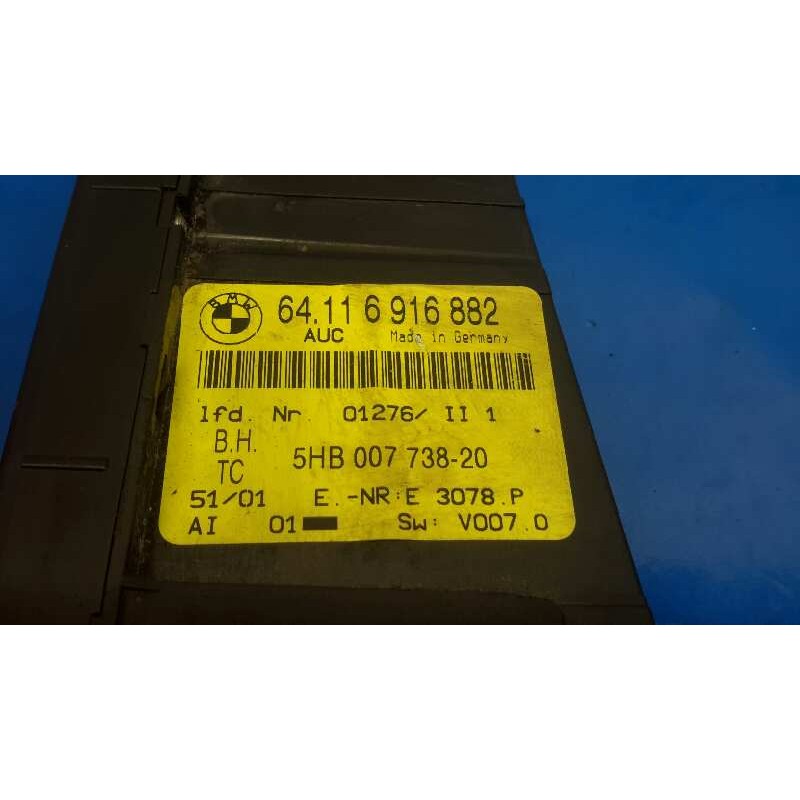 BMW
64.11 6 916 882
AUC Made in Germany
lfd. Nr. 01276/ II 1
B.H.
TC 5HB 007 738-20
51/01 E.-NR:E 3078.P
AI 01 SW: V007.0